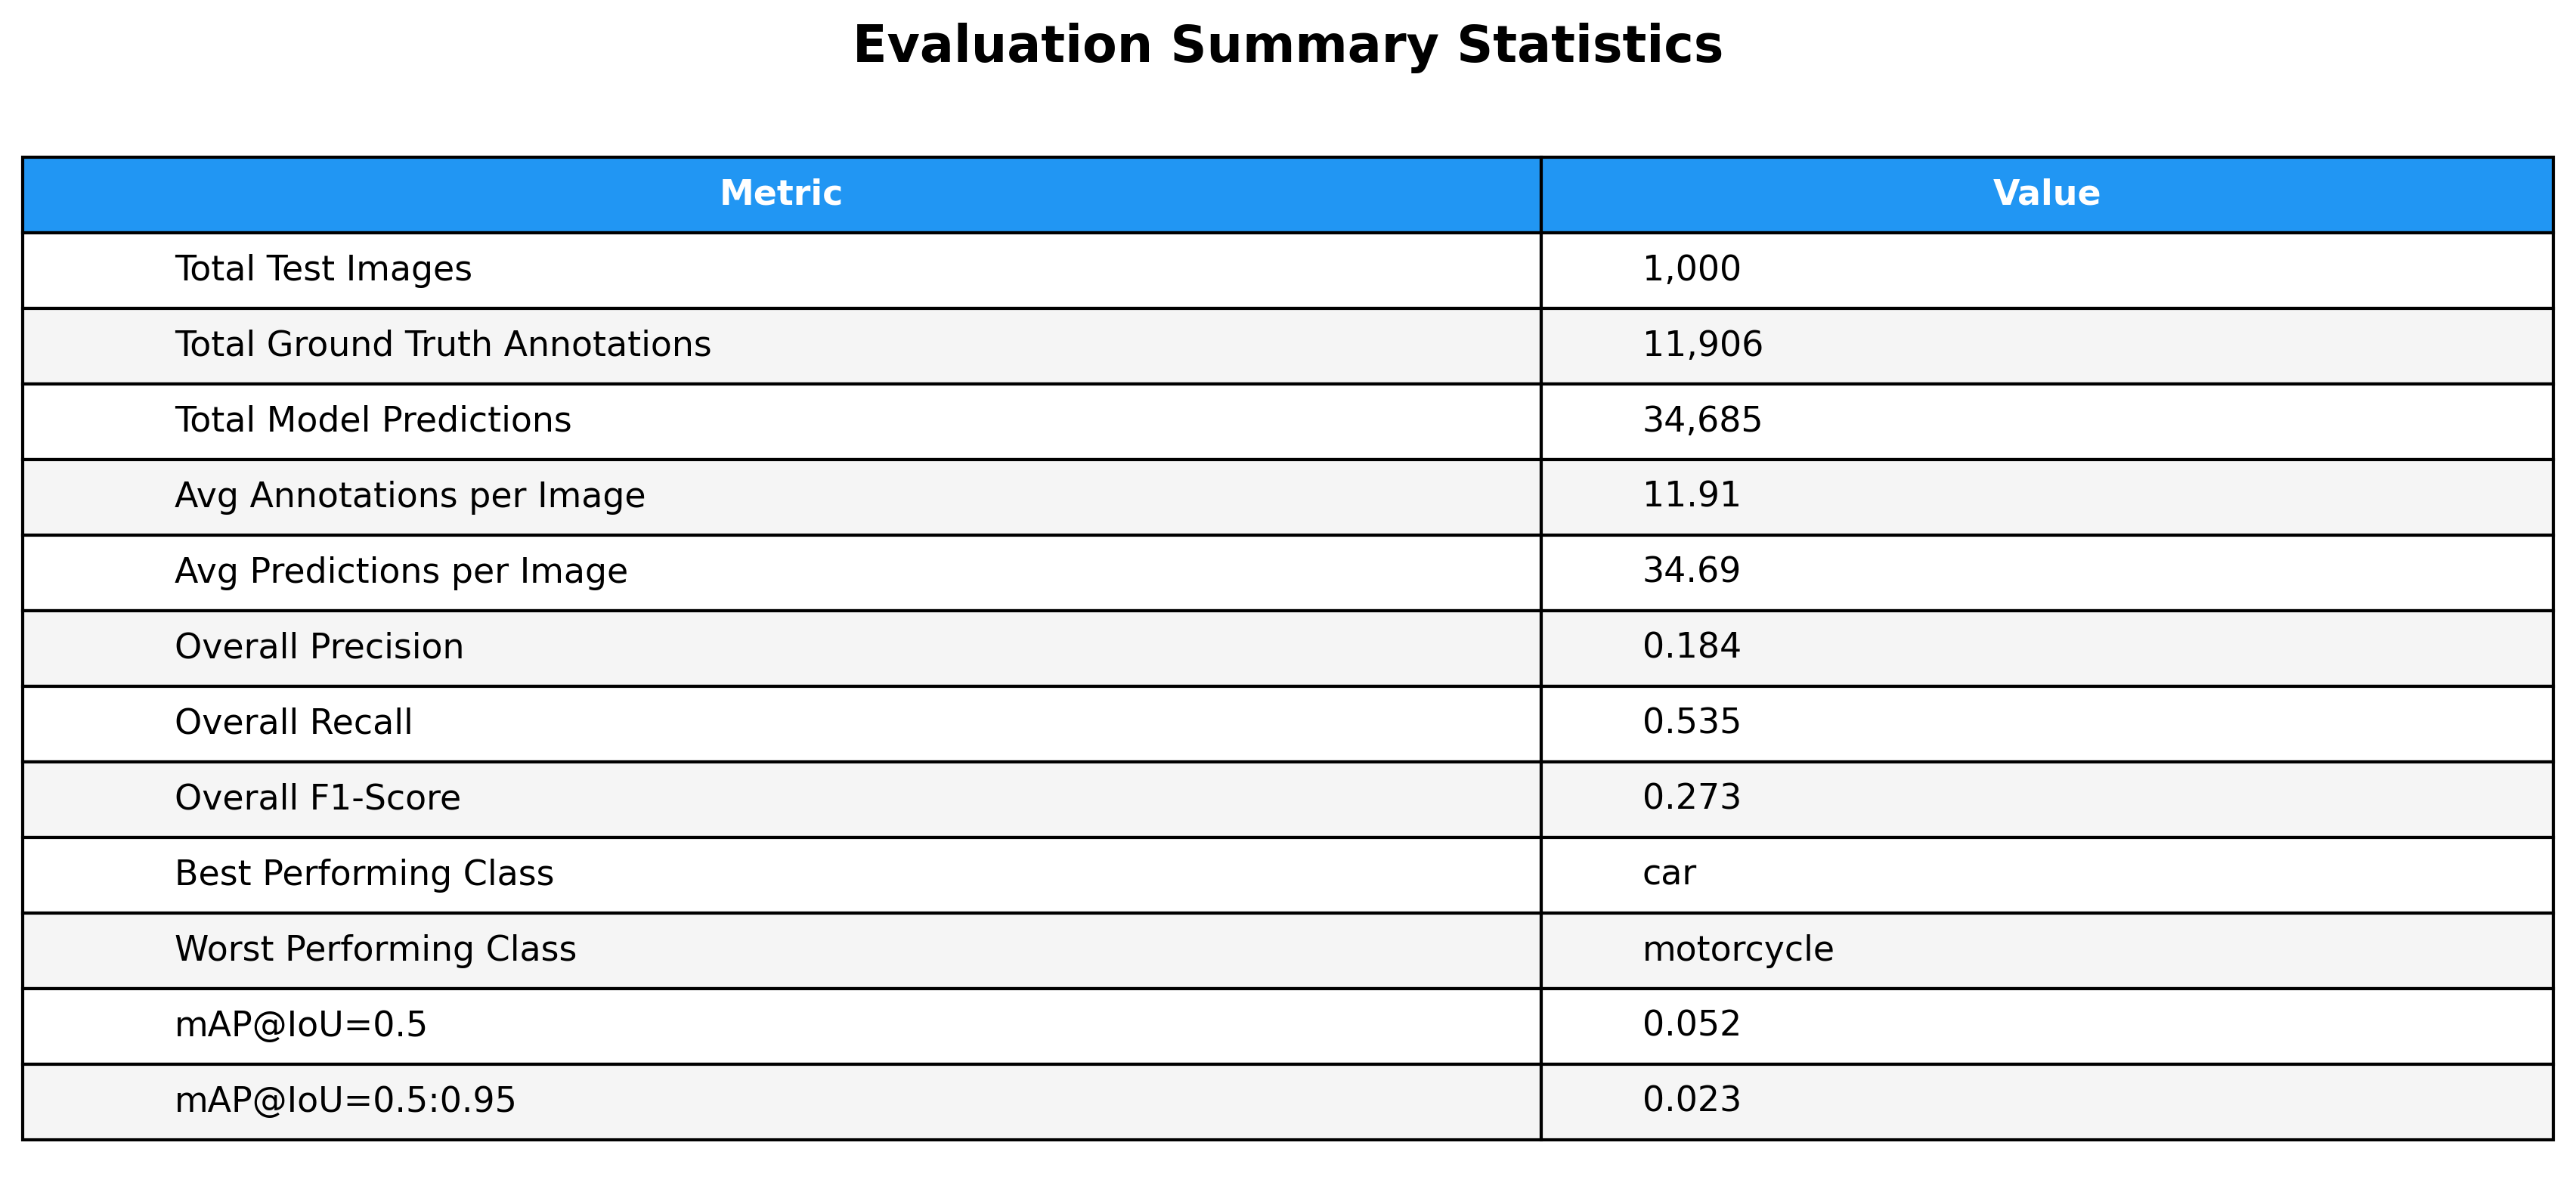 Evaluation Summary Statistics
Metric Value
Total Test Images 1,000
Total Ground Truth Annotations 11,906
Total Model Predictions 34,685
Avg Annotations per Image 11.91
Avg Predictions per Image 34.69
Overall Precision 0.184
Overall Recall 0.535
Overall F1-Score 0.273
Best Performing Class car
Worst Performing Class motorcycle
mAP@IoU=0.5 0.052
mAP@IoU=0.5:0.95 0.023